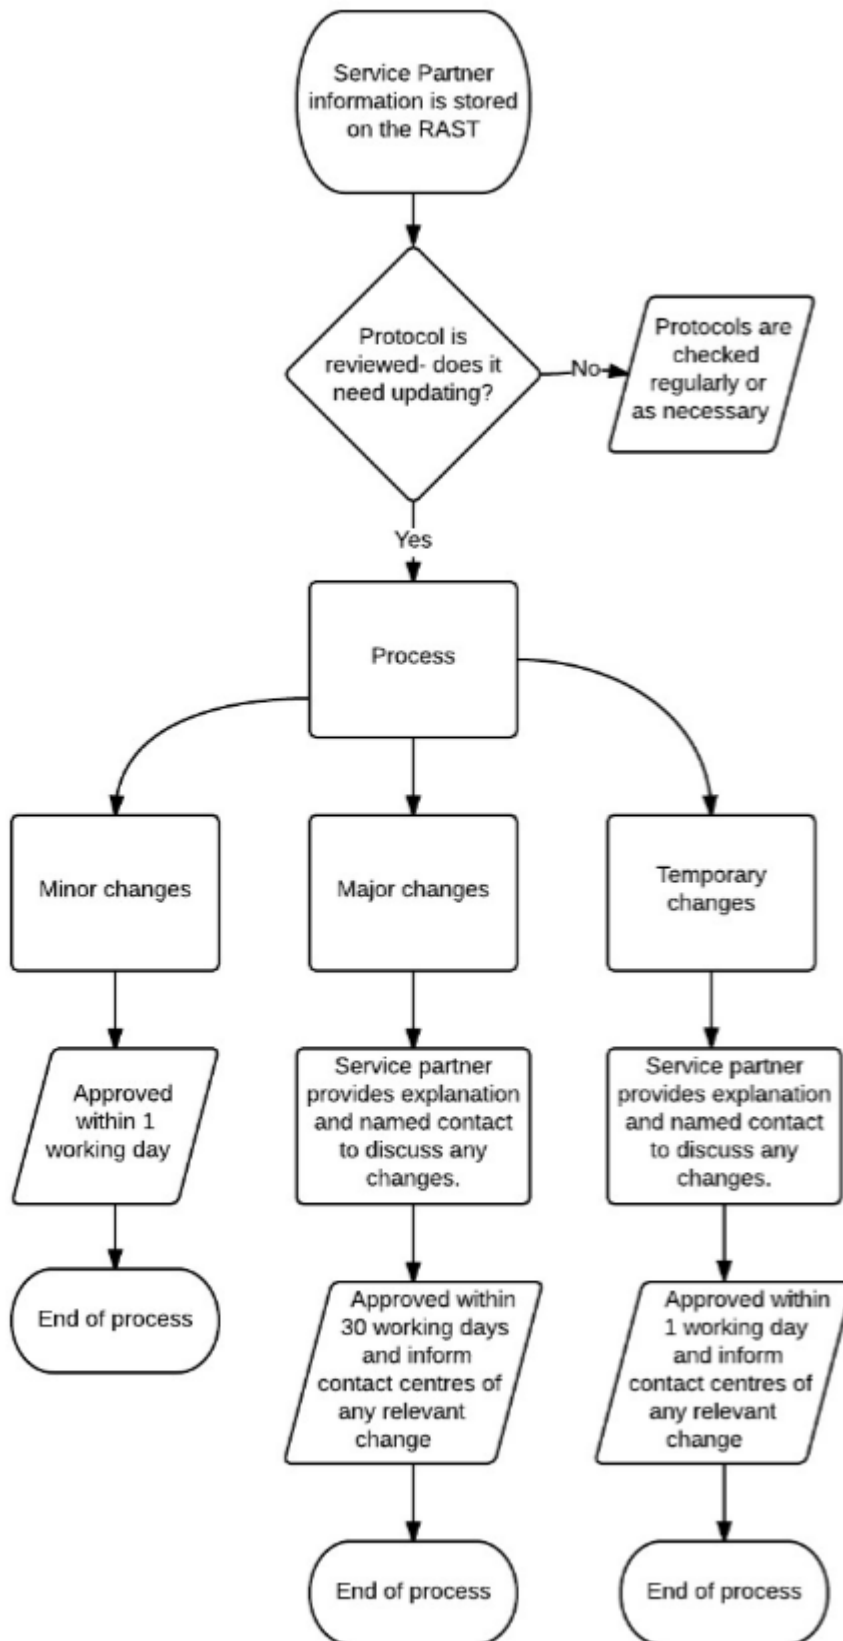 Service Partner
information is stored
on the RAST
Protocol is
reviewed- does it
need updating?
No
Protocols are
checked
regularly or
as necessary
Yes
Process
Minor changes
Major changes
Temporary
changes
Approved
within 1
working day
Service partner
provides explanation
and named contact
to discuss any
changes.
Service partner
provides explanation
and named contact
to discuss any
changes.
End of process
Approved within
30 working days
and inform
contact centres of
any relevant
change
Approved within
1 working day
and inform
contact centres of
any relevant
change
End of process
End of process